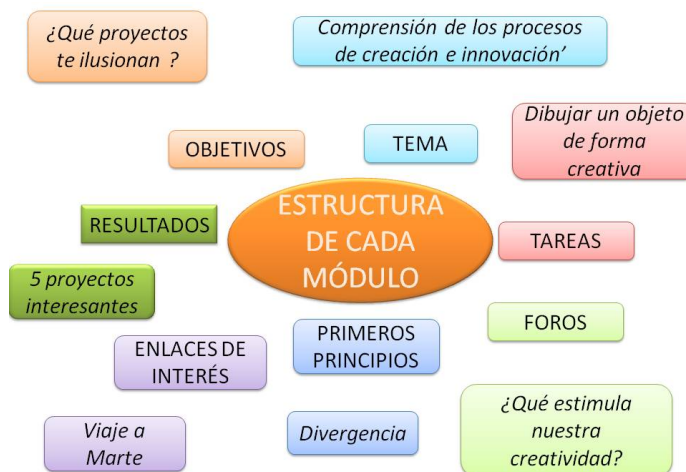 ¿Qué proyectos
te ilusionan ?
Comprensión de los procesos
de creación e innovación’
Dibujar un objeto
de forma
creativa
OBJETIVOS
TEMA
ESTRUCTURA
DE CADA
MÓDULO
RESULTADOS
TAREAS
5 proyectos
interesantes
ENLACES DE
INTERÉS
PRIMEROS
PRINCIPIOS
FOROS
Viaje a
Marte
Divergencia
¿Qué estimula
nuestra
creatividad?